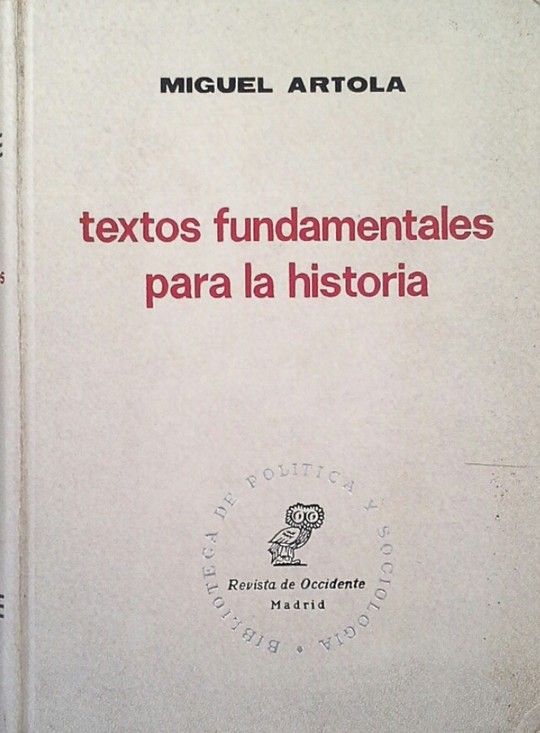 MIGUEL ARTOLA
textos fundamentales
para la historia
BIBLIOTECA DE POLITICA Y SOCIOLOGIA
Revista de Occidente
Madrid